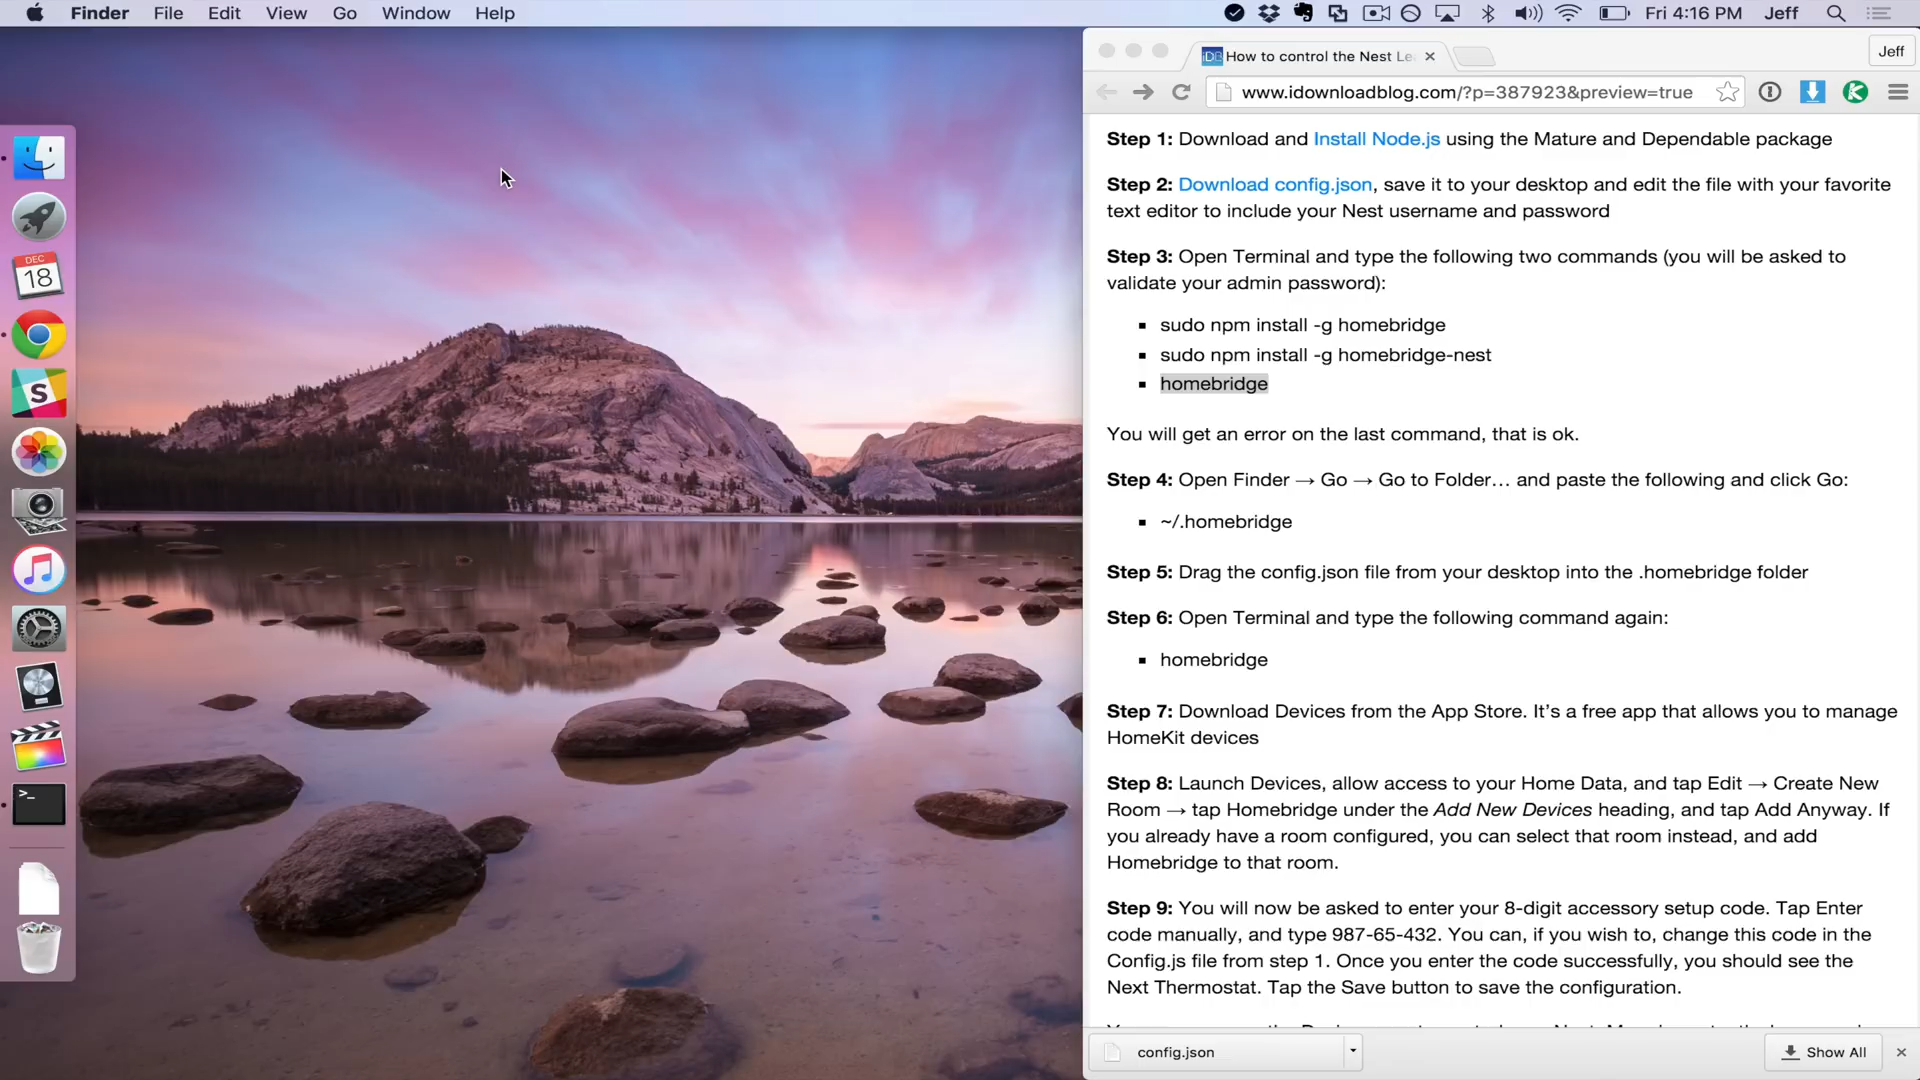 Finder File Edit View Go Window Help Fri 4:16 PM Jeff
How to control the Nest Le Jeff
www.idownloadblog.com/?p=387923&preview=true
Step 1: Download and Install Node.js using the Mature and Dependable package
Step 2: Download config.json, save it to your desktop and edit the file with your favorite
text editor to include your Nest username and password
Step 3: Open Terminal and type the following two commands (you will be asked to
validate your admin password):
▪ sudo npm install -g homebridge
▪ sudo npm install -g homebridge-nest
▪ homebridge
You will get an error on the last command, that is ok.
Step 4: Open Finder → Go → Go to Folder… and paste the following and click Go:
▪ ~/.homebridge
Step 5: Drag the config.json file from your desktop into the .homebridge folder
Step 6: Open Terminal and type the following command again:
▪ homebridge
Step 7: Download Devices from the App Store. It’s a free app that allows you to manage
HomeKit devices
Step 8: Launch Devices, allow access to your Home Data, and tap Edit → Create New
Room → tap Homebridge under the Add New Devices heading, and tap Add Anyway. If
you already have a room configured, you can select that room instead, and add
Homebridge to that room.
Step 9: You will now be asked to enter your 8-digit accessory setup code. Tap Enter
code manually, and type 987-65-432. You can, if you wish to, change this code in the
Config.js file from step 1. Once you enter the code successfully, you should see the
Next Thermostat. Tap the Save button to save the configuration.
config.json Show All
DEC
18
S
>_